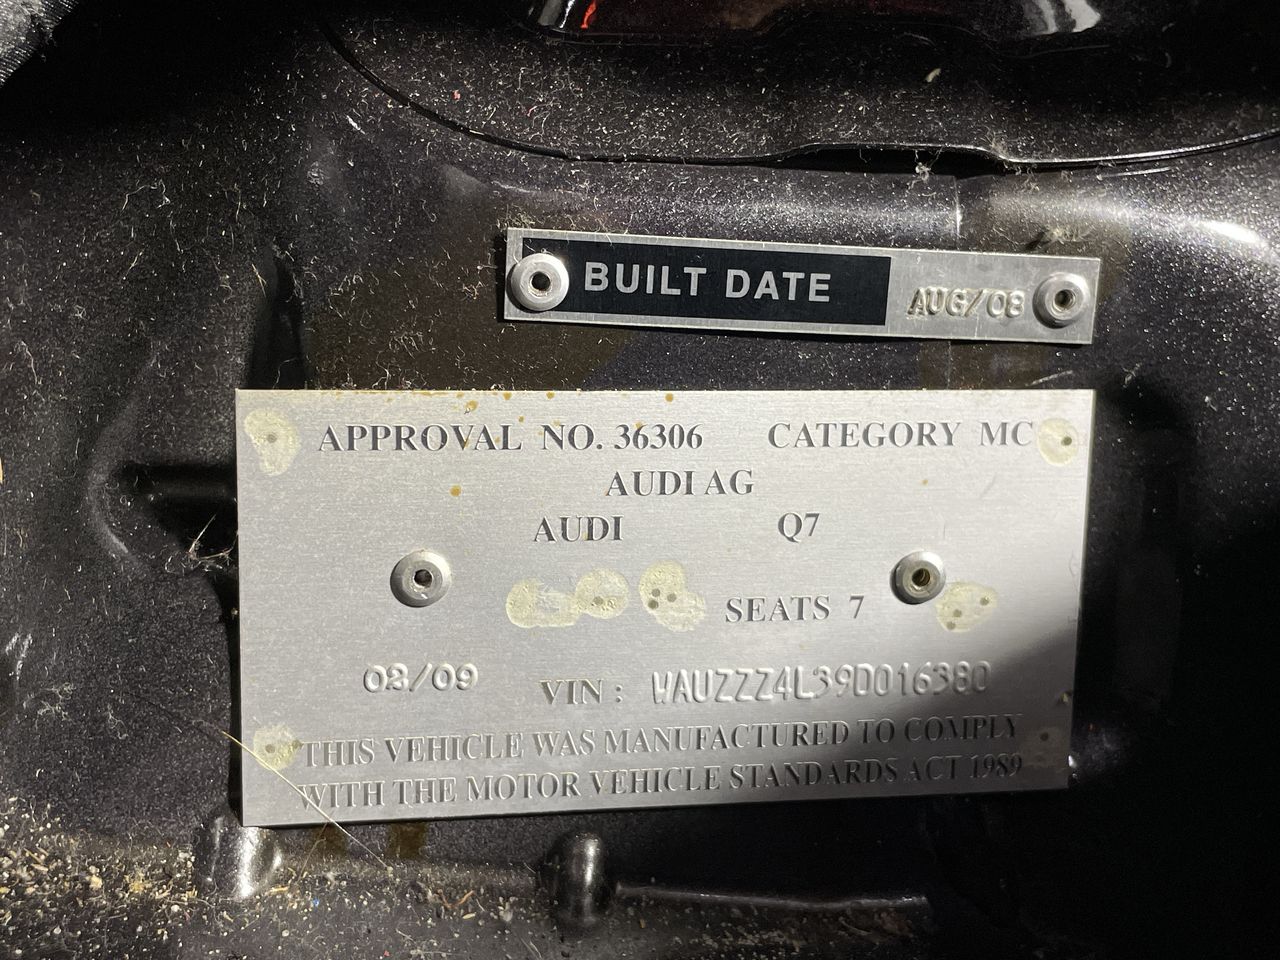 BUILT DATE AUG/08
APPROVAL NO. 36306 CATEGORY MC
AUDI AG
AUDI Q7
SEATS 7
02/09 VIN: WAUZZZ4L39D016380
THIS VEHICLE WAS MANUFACTURED TO COMPLY
WITH THE MOTOR VEHICLE STANDARDS ACT 1989